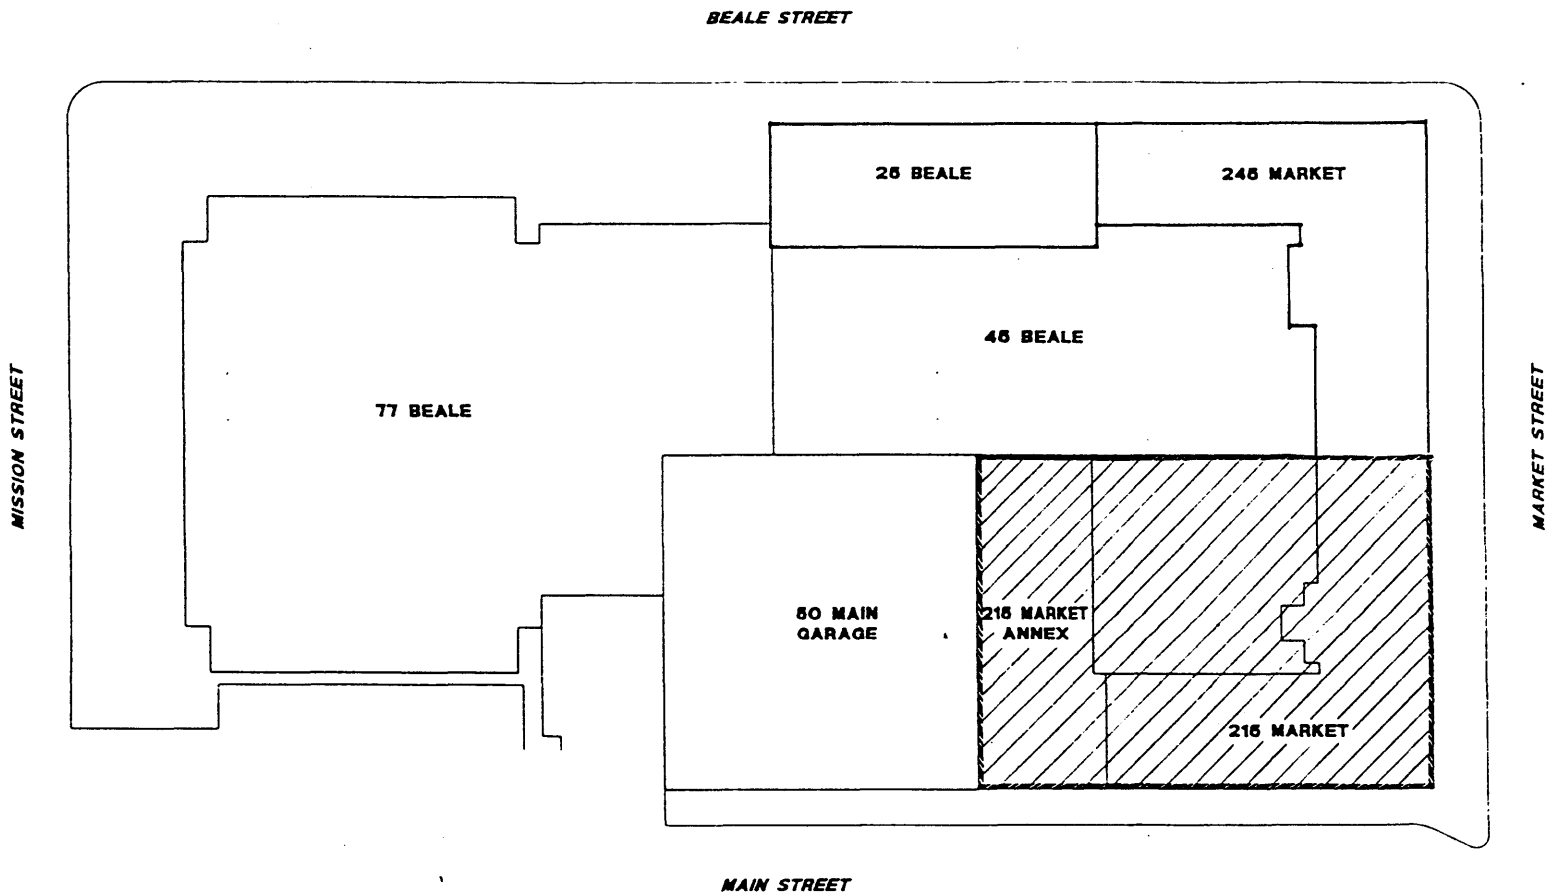 BEALE STREET
25 BEALE
245 MARKET
45 BEALE
MISSION STREET
77 BEALE
MARKET STREET
50 MAIN
GARAGE
215 MARKET
ANNEX
215 MARKET
MAIN STREET